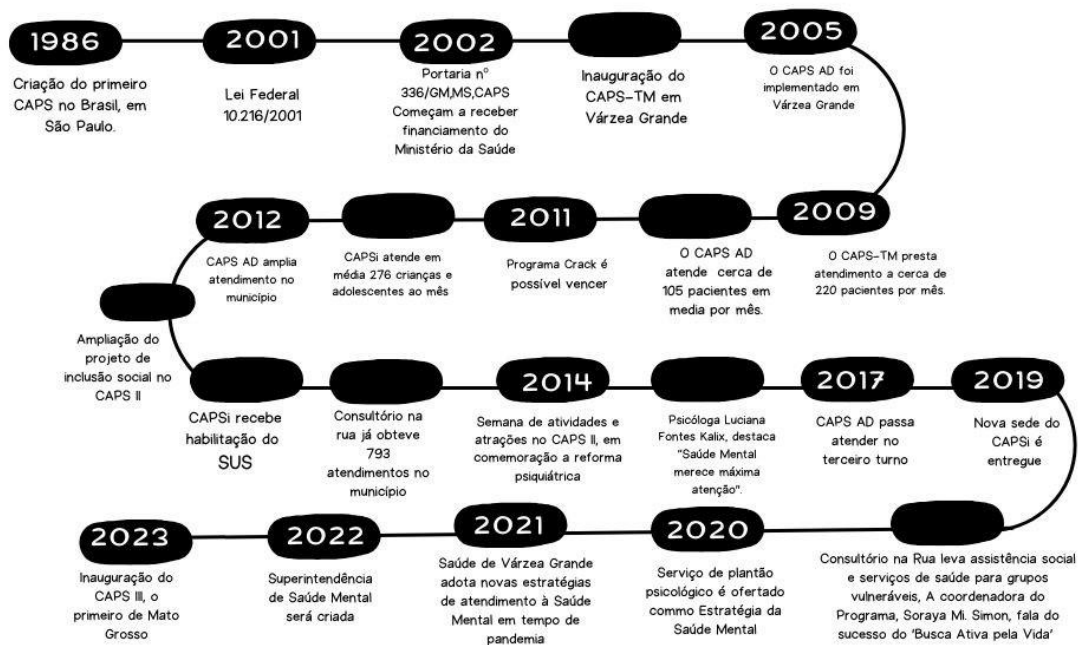 1986
Criação do primeiro
CAPS no Brasil, em
São Paulo.
2001
Lei Federal
10.216/2001
2002
Portaria nº
336/GM,MS,CAPS
Começam a receber
financiamento do
Ministério da Saúde
Inauguração do
CAPS-TM em
Várzea Grande
2005
O CAPS AD foi
implementado em
Várzea Grande
2009
O CAPS-TM presta
atendimento a cerca de
220 pacientes por mês.
O CAPS AD
atende cerca de
105 pacientes em
media por mês.
2011
Programa Crack é
possível vencer
CAPSi atende em
média 276 crianças e
adolescentes ao mês
2012
CAPS AD amplia
atendimento no
município
Ampliação do
projeto de
inclusão social no
CAPS II
CAPSi recebe
habilitação do
SUS
Consultório na
rua já obteve
793
atendimentos no
município
2014
Semana de atividades e
atrações no CAPS II, em
comemoração a reforma
psiquiátrica
Psicóloga Luciana
Fontes Kalix, destaca
"Saúde Mental
merece máxima
atenção".
2017
CAPS AD passa
atender no
terceiro turno
2019
Nova sede do
CAPSi é
entregue
Consultório na Rua leva assistência social
e serviços de saúde para grupos
vulneráveis, A coordenadora do
Programa, Soraya Mi. Simon, fala do
sucesso do 'Busca Ativa pela Vida'
2020
Serviço de plantão
psicológico é ofertado
commo Estratégia da
Saúde Mental
2021
Saúde de Várzea Grande
adota novas estratégias
de atendimento à Saúde
Mental em tempo de
pandemia
2022
Superintendência
de Saúde Mental
será criada
2023
Inauguração do
CAPS III, o
primeiro de Mato
Grosso